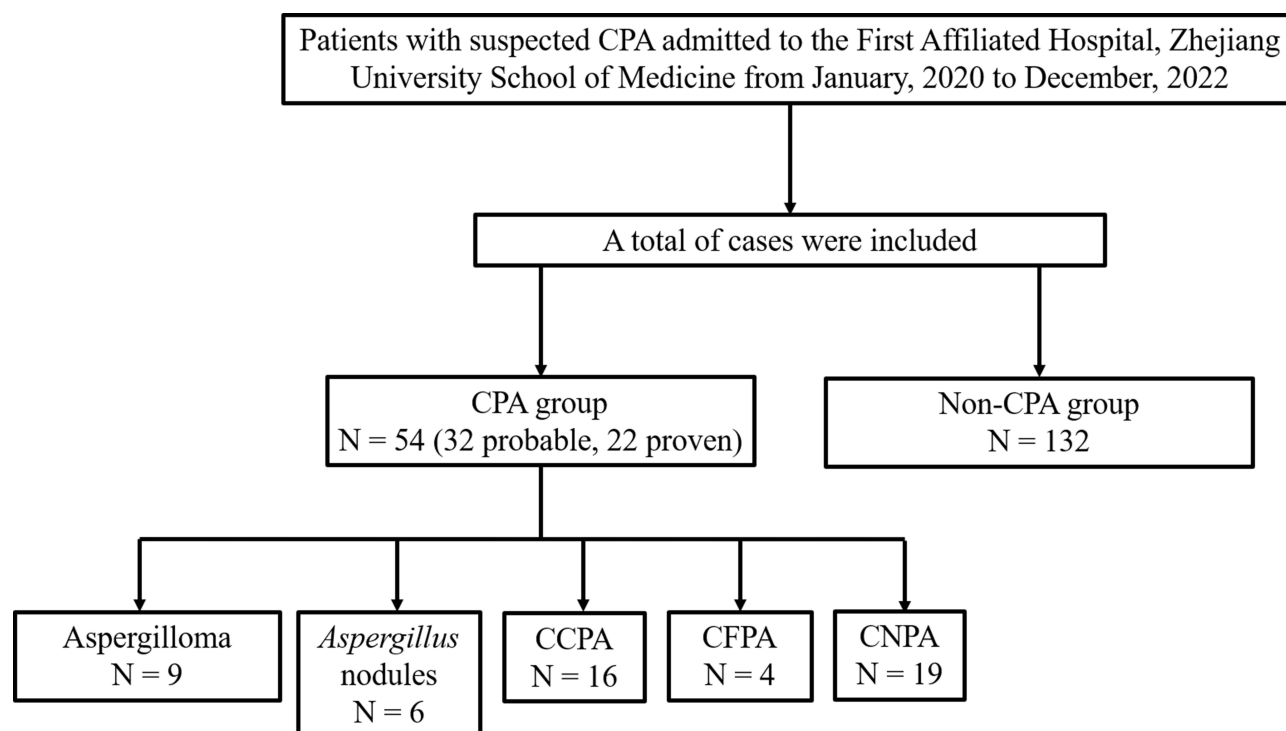 Patients with suspected CPA admitted to the First Affiliated Hospital, Zhejiang
University School of Medicine from January, 2020 to December, 2022
A total of cases were included
CPA group
N = 54 (32 probable, 22 proven)
Non-CPA group
N = 132
Aspergilloma
N = 9
Aspergillus
nodules
N = 6
CCPA
N = 16
CFPA
N = 4
CNPA
N = 19